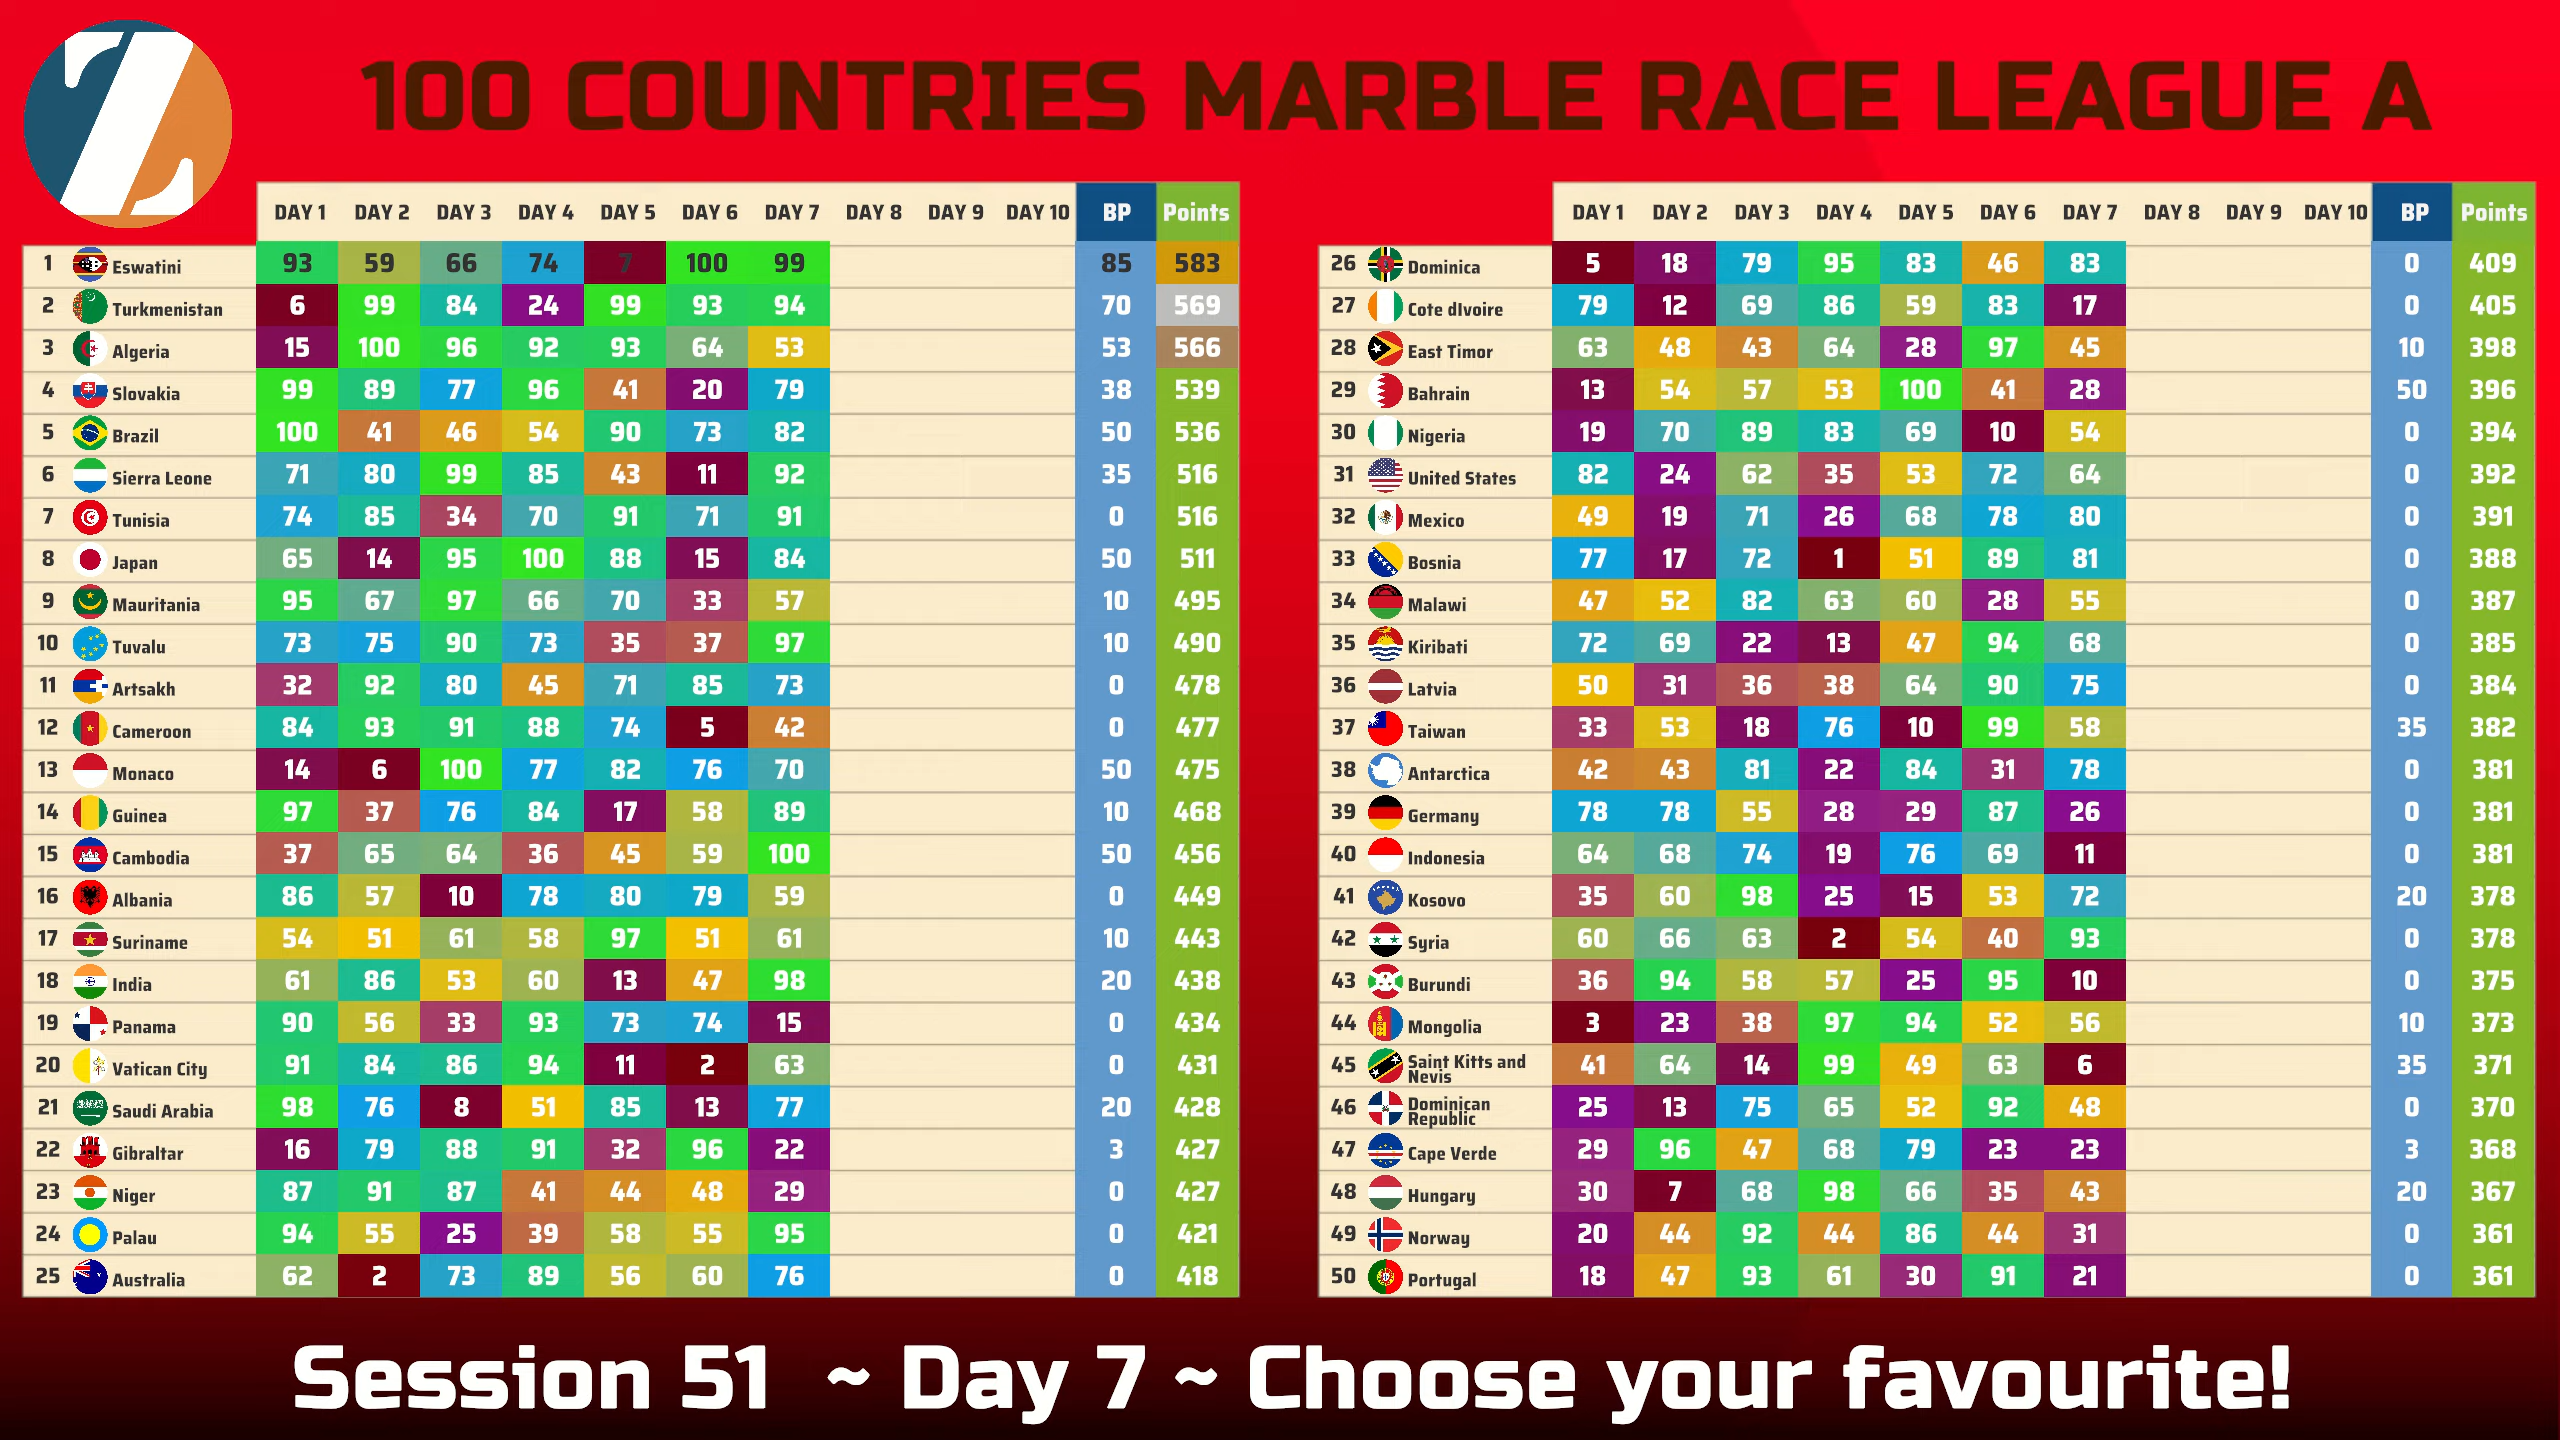 100 COUNTRIES MARBLE RACE LEAGUE A
DAY 1 DAY 2 DAY 3 DAY 4 DAY 5 DAY 6 DAY 7 DAY 8 DAY 9 DAY 10 BP Points
1 Eswatini 93 59 66 74 7 100 99 85 583
2 Turkmenistan 6 99 84 24 99 93 94 70 569
3 Algeria 15 100 96 92 93 64 53 53 566
4 Slovakia 99 89 77 96 41 20 79 38 539
5 Brazil 100 41 46 54 90 73 82 50 536
6 Sierra Leone 71 80 99 85 43 11 92 35 516
7 Tunisia 74 85 34 70 91 71 91 0 516
8 Japan 65 14 95 100 88 15 84 50 511
9 Mauritania 95 67 97 66 70 33 57 10 495
10 Tuvalu 73 75 90 73 35 37 97 10 490
11 Artsakh 32 92 80 45 71 85 73 0 478
12 Cameroon 84 93 91 88 74 5 42 0 477
13 Monaco 14 6 100 77 82 76 70 50 475
14 Guinea 97 37 76 84 17 58 89 10 468
15 Cambodia 37 65 64 36 45 59 100 50 456
16 Albania 86 57 10 78 80 79 59 0 449
17 Suriname 54 51 61 58 97 51 61 10 443
18 India 61 86 53 60 13 47 98 20 438
19 Panama 90 56 33 93 73 74 15 0 434
20 Vatican City 91 84 86 94 11 2 63 0 431
21 Saudi Arabia 98 76 8 51 85 13 77 20 428
22 Gibraltar 16 79 88 91 32 96 22 3 427
23 Niger 87 91 87 41 44 48 29 0 427
24 Palau 94 55 25 39 58 55 95 0 421
25 Australia 62 2 73 89 56 60 76 0 418
DAY 1 DAY 2 DAY 3 DAY 4 DAY 5 DAY 6 DAY 7 DAY 8 DAY 9 DAY 10 BP Points
26 Dominica 5 18 79 95 83 46 83 0 409
27 Cote dIvoire 79 12 69 86 59 83 17 0 405
28 East Timor 63 48 43 64 28 97 45 10 398
29 Bahrain 13 54 57 53 100 41 28 50 396
30 Nigeria 19 70 89 83 69 10 54 0 394
31 United States 82 24 62 35 53 72 64 0 392
32 Mexico 49 19 71 26 68 78 80 0 391
33 Bosnia 77 17 72 1 51 89 81 0 388
34 Malawi 47 52 82 63 60 28 55 0 387
35 Kiribati 72 69 22 13 47 94 68 0 385
36 Latvia 50 31 36 38 64 90 75 0 384
37 Taiwan 33 53 18 76 10 99 58 35 382
38 Antarctica 42 43 81 22 84 31 78 0 381
39 Germany 78 78 55 28 29 87 26 0 381
40 Indonesia 64 68 74 19 76 69 11 0 381
41 Kosovo 35 60 98 25 15 53 72 20 378
42 Syria 60 66 63 2 54 40 93 0 378
43 Burundi 36 94 58 57 25 95 10 0 375
44 Mongolia 3 23 38 97 94 52 56 10 373
45 Saint Kitts and Nevis 41 64 14 99 49 63 6 35 371
46 Dominican Republic 25 13 75 65 52 92 48 0 370
47 Cape Verde 29 96 47 68 79 23 23 3 368
48 Hungary 30 7 68 98 66 35 43 20 367
49 Norway 20 44 92 44 86 44 31 0 361
50 Portugal 18 47 93 61 30 91 21 0 361
Session 51 ~ Day 7 ~ Choose your favourite!